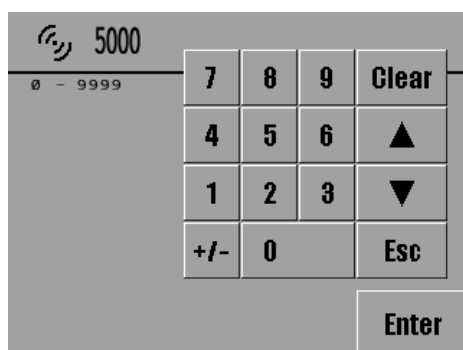 5000
Ø - 9999
7 8 9 Clear
4 5 6 ▲
1 2 3 ▼
+/- 0 Esc
Enter